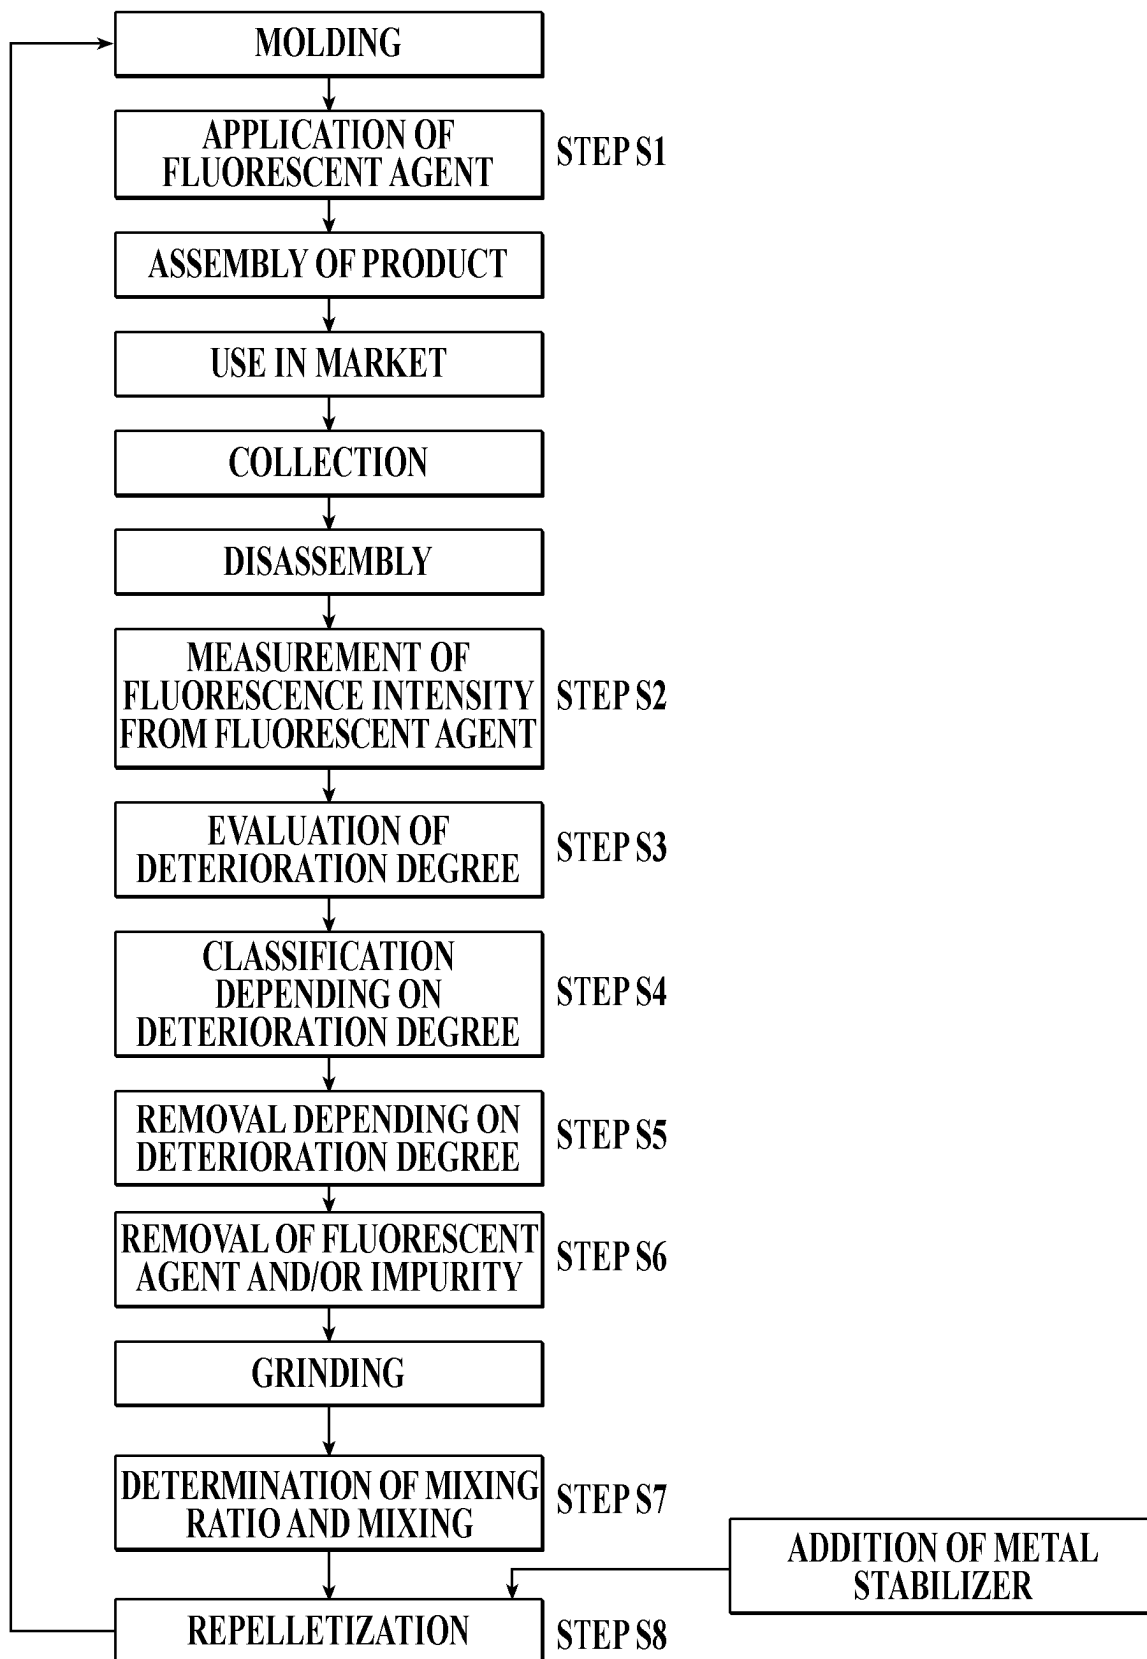 MOLDING
APPLICATION OF
FLUORESCENT AGENT
STEP S1
ASSEMBLY OF PRODUCT
USE IN MARKET
COLLECTION
DISASSEMBLY
MEASUREMENT OF
FLUORESCENCE INTENSITY
FROM FLUORESCENT AGENT
STEP S2
EVALUATION OF
DETERIORATION DEGREE
STEP S3
CLASSIFICATION
DEPENDING ON
DETERIORATION DEGREE
STEP S4
REMOVAL DEPENDING ON
DETERIORATION DEGREE
STEP S5
REMOVAL OF FLUORESCENT
AGENT AND/OR IMPURITY
STEP S6
GRINDING
DETERMINATION OF MIXING
RATIO AND MIXING
STEP S7
ADDITION OF METAL
STABILIZER
REPELLETIZATION
STEP S8